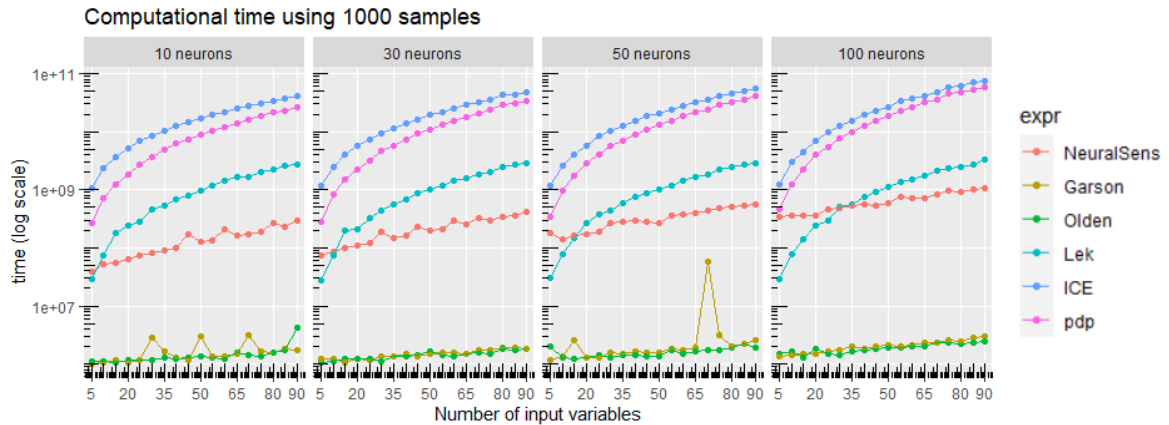 Computational time using 1000 samples
10 neurons 30 neurons 50 neurons 100 neurons
1e+11
1e+09
1e+07
time (log scale)
5 20 35 50 65 80 90 5 20 35 50 65 80 90 5 20 35 50 65 80 90 5 20 35 50 65 80 90
Number of input variables
expr
NeuralSens
Garson
Olden
Lek
ICE
pdp